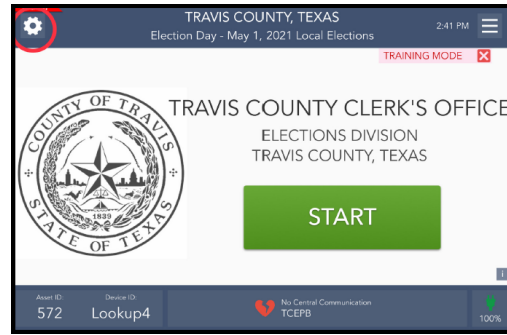 TRAVIS COUNTY, TEXAS
Election Day - May 1, 2021 Local Elections
2:41 PM
TRAINING MODE
COUNTY OF TRAVIS
STATE OF TEXAS
1839
TRAVIS COUNTY CLERK'S OFFICE
ELECTIONS DIVISION
TRAVIS COUNTY, TEXAS
START
i
Asset ID:
572
Device ID:
Lookup4
No Central Communication
TCEPB
100%